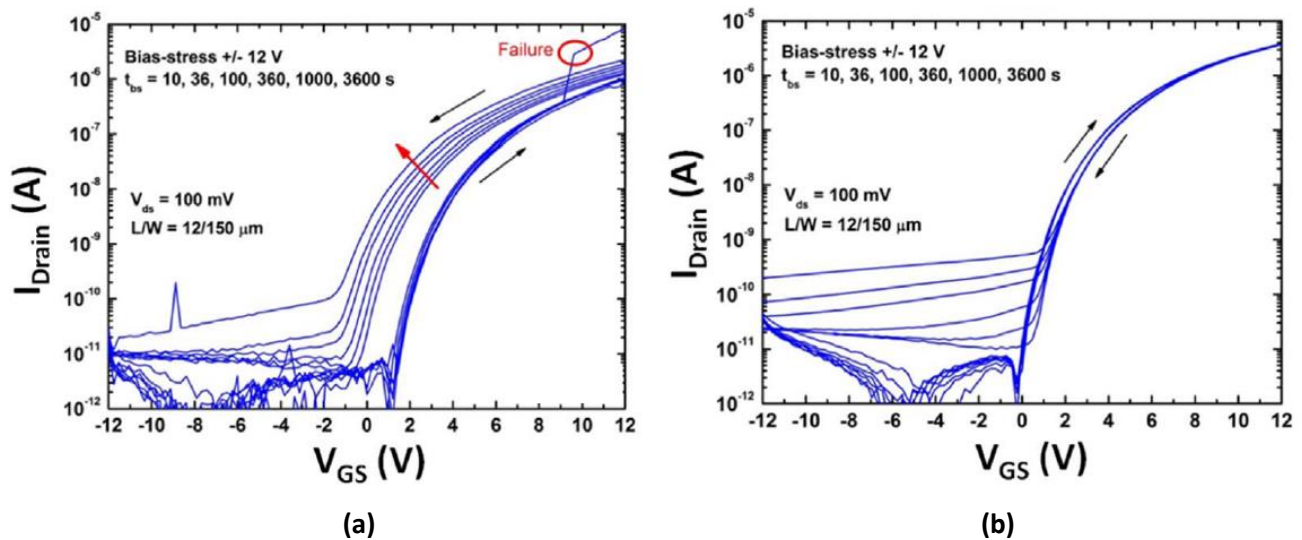 10⁻⁵
10⁻⁶
10⁻⁷
10⁻⁸
10⁻⁹
10⁻¹⁰
10⁻¹¹
10⁻¹²
I_Drain (A)
Bias-stress +/- 12 V
t_bs = 10, 36, 100, 360, 1000, 3600 s
Failure
V_ds = 100 mV
L/W = 12/150 μm
-12 -10 -8 -6 -4 -2 0 2 4 6 8 10 12
V_GS (V)
(a)
10⁻⁵
10⁻⁶
10⁻⁷
10⁻⁸
10⁻⁹
10⁻¹⁰
10⁻¹¹
10⁻¹²
I_Drain (A)
Bias-stress +/- 12 V
t_bs = 10, 36, 100, 360, 1000, 3600 s
V_ds = 100 mV
L/W = 12/150 μm
-12 -10 -8 -6 -4 -2 0 2 4 6 8 10 12
V_GS (V)
(b)